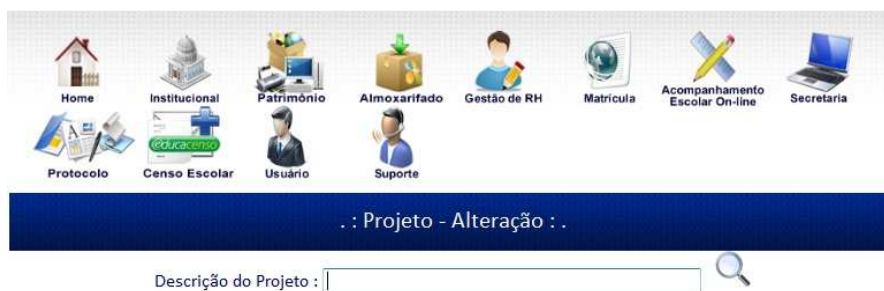 Home Institucional Patrimônio Almoxarifado Gestão de RH Matrícula Acompanhamento Escolar On-line Secretaria
educacenso
Protocolo Censo Escolar Usuário Suporte
. : Projeto - Alteração : .
Descrição do Projeto :